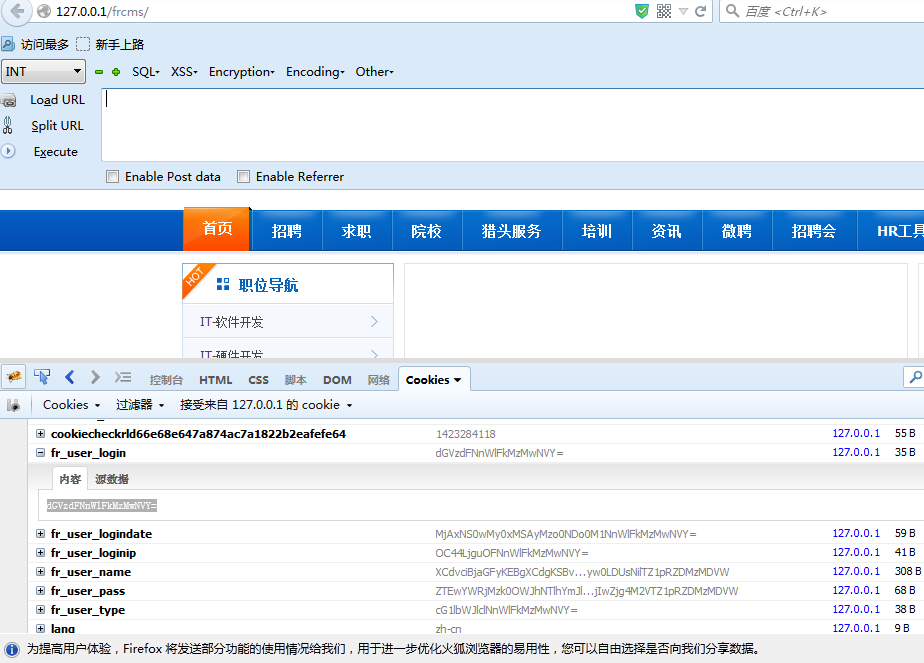 127.0.0.1/frcms/
百度 <Ctrl+K>
访问最多 新手上路
INT SQL XSS Encryption Encoding Other
Load URL
Split URL
Execute
Enable Post data Enable Referrer
首页 招聘 求职 院校 猎头服务 培训 资讯 微聘 招聘会 HR工具
HOT 职位导航
IT-软件开发
IT-硬件开发
控制台 HTML CSS 脚本 DOM 网络 Cookies
Cookies 过滤器 接受来自 127.0.0.1 的 cookie
cookiecheckrld66e68e647a874ac7a1822b2eafefe64 1423284118 127.0.0.1 55 B
fr_user_login dGVzdFNnWlFkMzMwNVY= 127.0.0.1 35 B
内容 源数据
dGVzdFNnWlFkMzMwNVY=
fr_user_logindate MjAxNS0wMy0xMSAyMzo0NDo0M1NnWlFkMzMwNVY= 127.0.0.1 59 B
fr_user_loginip OC44LjguOFNnWlFkMzMwNVY= 127.0.0.1 41 B
fr_user_name XCdvciBjaGFyKEBgXCdgKSBv...yw0LDUsNilTZ1pRZDMzMDVW 127.0.0.1 308 B
fr_user_pass ZTEwYWRjMzk0OWJhNTlhYmJl...jIwZjg4M2VTZ1pRZDMzMDVW 127.0.0.1 68 B
fr_user_type cG1lbWJlclNnWlFkMzMwNVY= 127.0.0.1 38 B
lang zh-cn 127.0.0.1 9 B
为提高用户体验，Firefox 将发送部分功能的使用情况给我们，用于进一步优化火狐浏览器的易用性，您可以自由选择是否向我们分享数据。